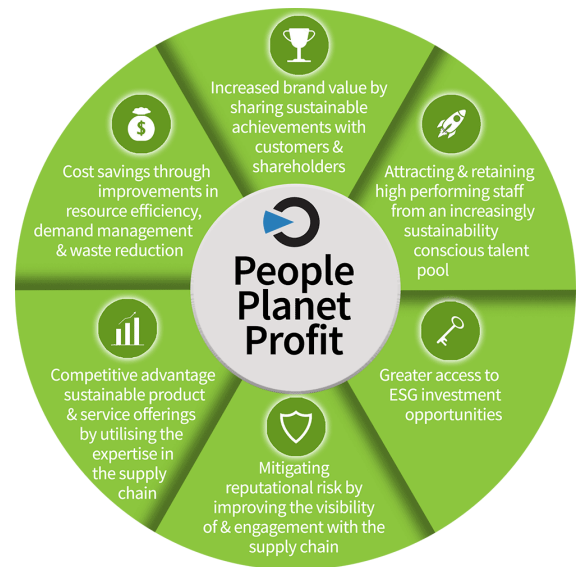 Increased brand value by
sharing sustainable
achievements with
customers &
shareholders
Attracting & retaining
high performing staff
from an increasingly
sustainability
conscious talent
pool
Greater access to
ESG investment
opportunities
Mitigating
reputational risk by
improving the visibility
of & engagement with the
supply chain
Competitive advantage
sustainable product
& service offerings
by utilising the
expertise in
the supply
chain
Cost savings through
improvements in
resource efficiency,
demand management
& waste reduction
$
People
Planet
Profit